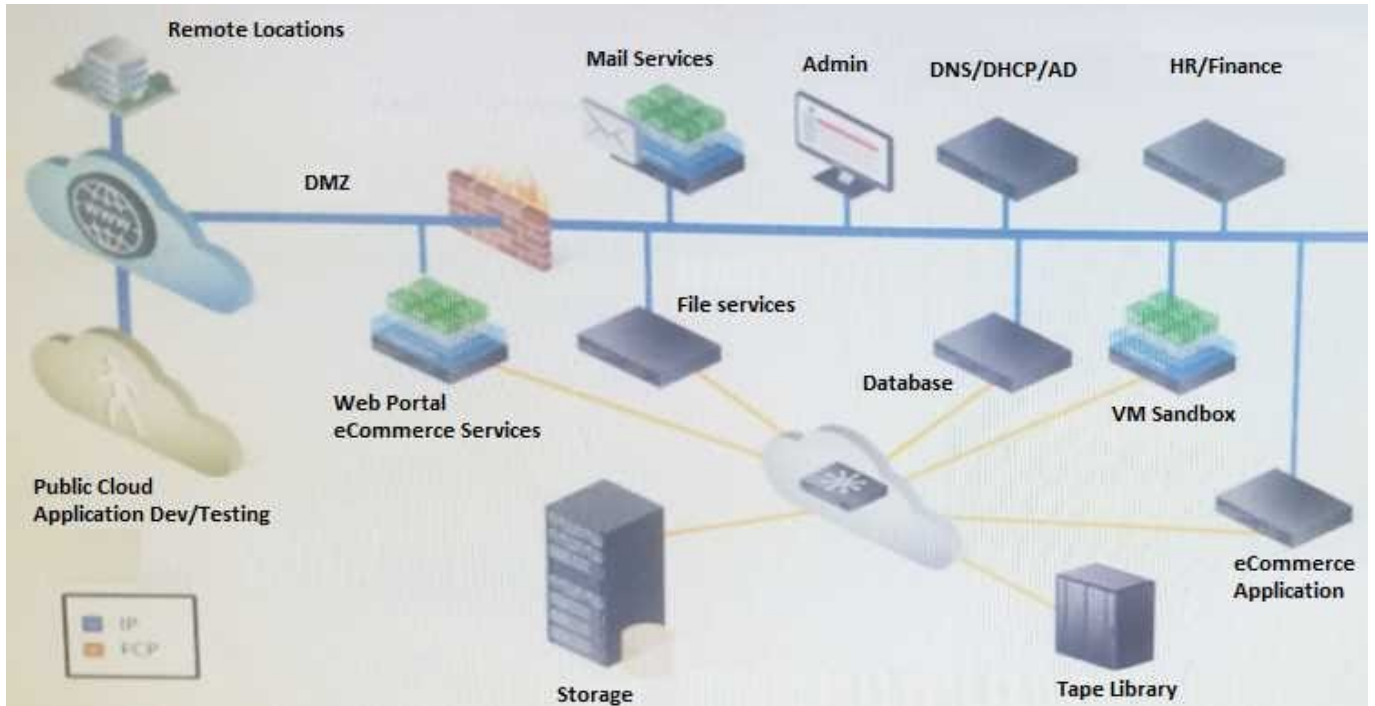 Remote Locations
Mail Services
Admin
DNS/DHCP/AD
HR/Finance
DMZ
File services
Database
VM Sandbox
Web Portal
eCommerce Services
Public Cloud
Application Dev/Testing
eCommerce
Application
IP
FCP
Storage
Tape Library